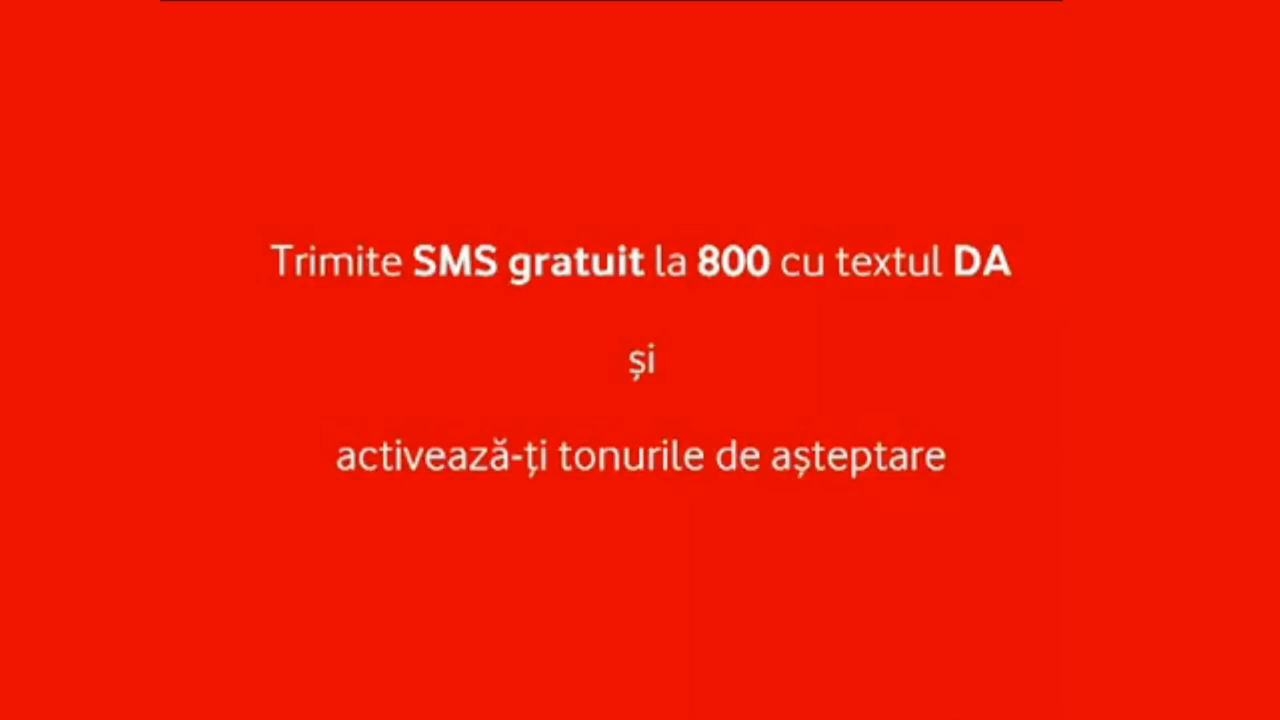 Trimite SMS gratuit la 800 cu textul DA
și
activează-ți tonurile de așteptare